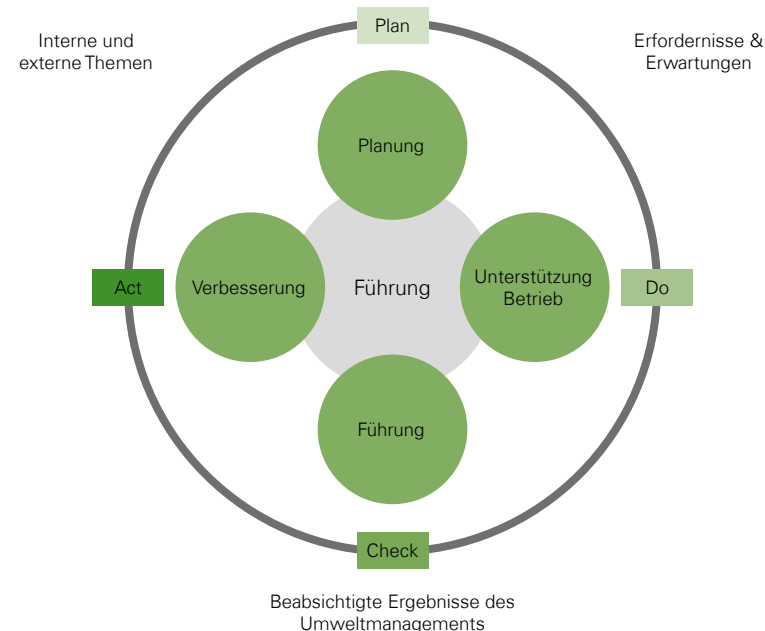 Plan
Interne und
externe Themen
Erfordernisse &
Erwartungen
Planung
Act
Verbesserung
Führung
Unterstützung
Betrieb
Do
Führung
Check
Beabsichtigte Ergebnisse des
Umweltmanagements